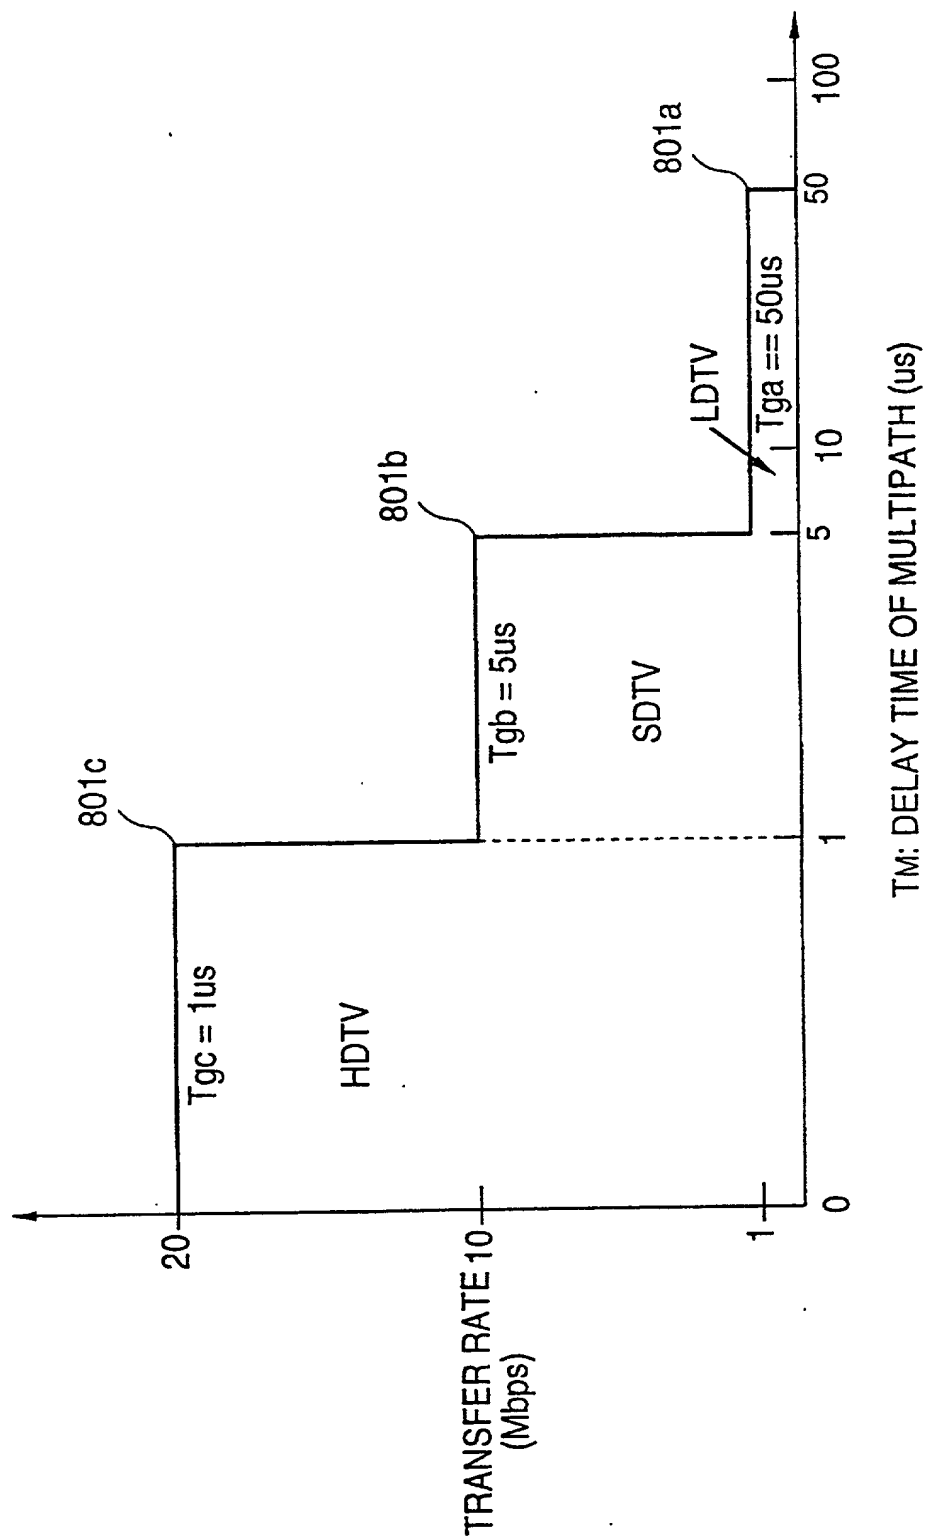 801c
20
Tgc = 1us
HDTV
801b
TRANSFER RATE
(Mbps)
10
Tgb = 5us
SDTV
801a
LDTV
1
Tga == 50us
0
1
5
10
50
100
TM: DELAY TIME OF MULTIPATH (us)